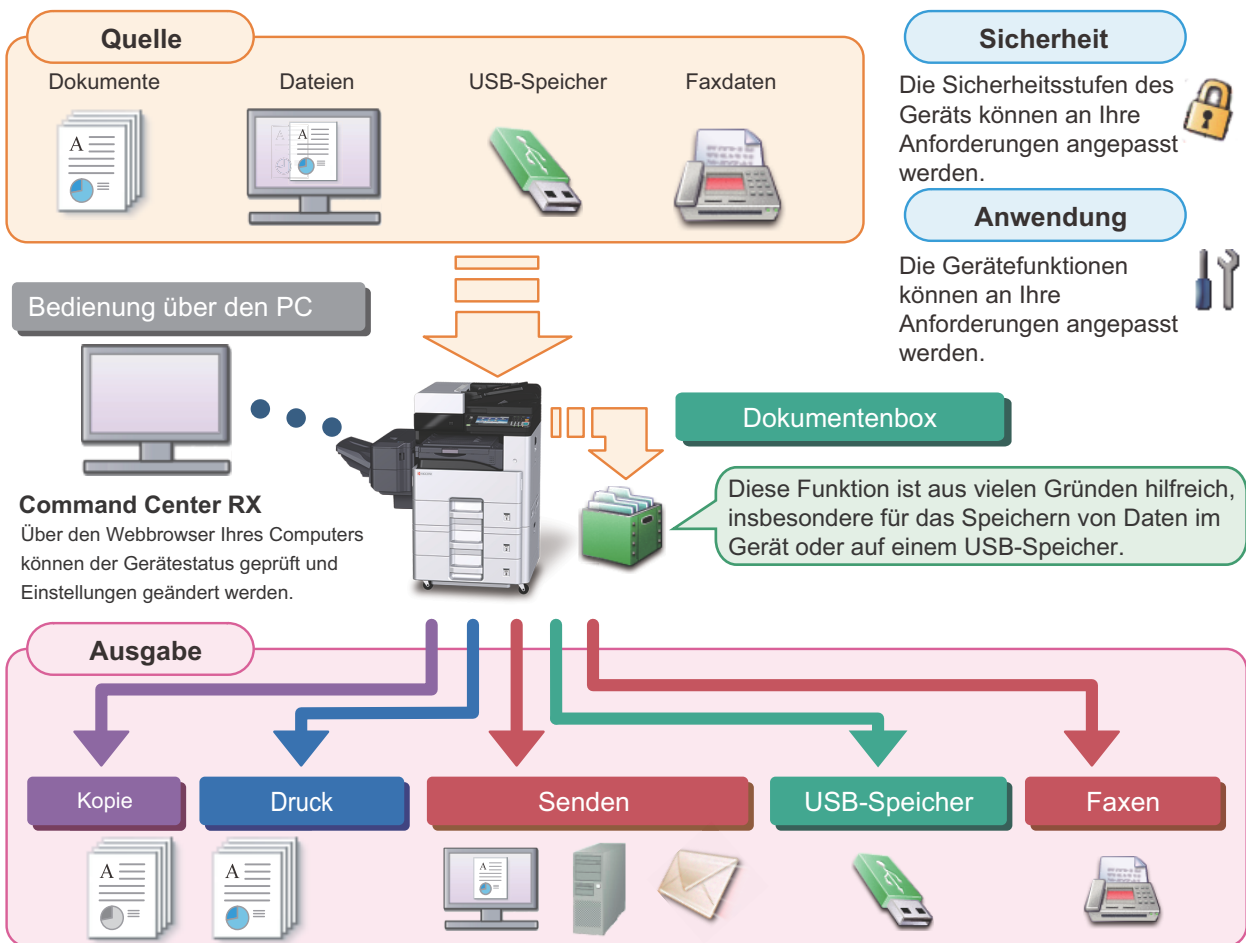 Quelle
Dokumente
Dateien
USB-Speicher
Faxdaten
Sicherheit
Die Sicherheitsstufen des
Geräts können an Ihre
Anforderungen angepasst
werden.
Anwendung
Die Gerätefunktionen
können an Ihre
Anforderungen angepasst
werden.
Bedienung über den PC
Command Center RX
Über den Webbrowser Ihres Computers
können der Gerätestatus geprüft und
Einstellungen geändert werden.
Dokumentenbox
Diese Funktion ist aus vielen Gründen hilfreich,
insbesondere für das Speichern von Daten im
Gerät oder auf einem USB-Speicher.
Ausgabe
Kopie
Druck
Senden
USB-Speicher
Faxen